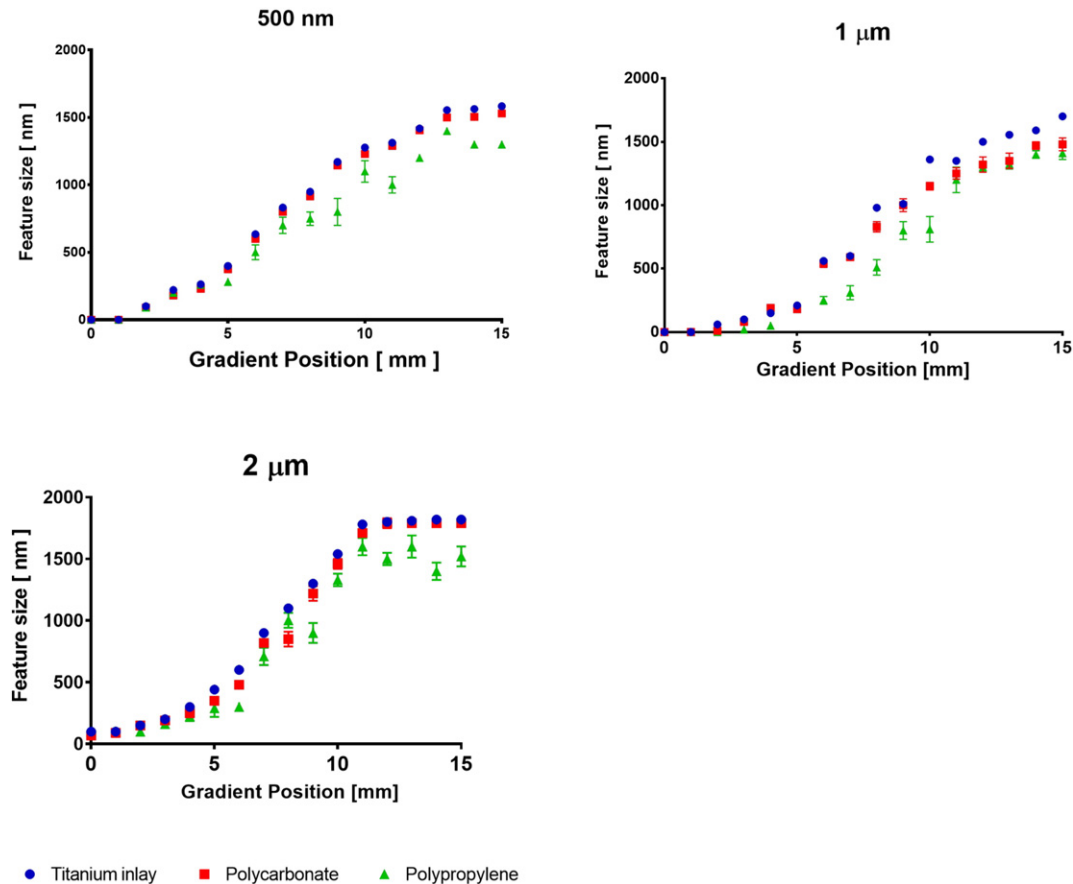 500 nm
2000
1500
1000
500
0
Feature size [ nm ]
0
5
10
15
Gradient Position [ mm ]
1 μm
2000
1500
1000
500
0
Feature size [ nm ]
0
5
10
15
Gradient Position [mm]
2 μm
2000
1500
1000
500
0
Feature size [ nm ]
0
5
10
15
Gradient Position [mm]
Titanium inlay Polycarbonate Polypropylene